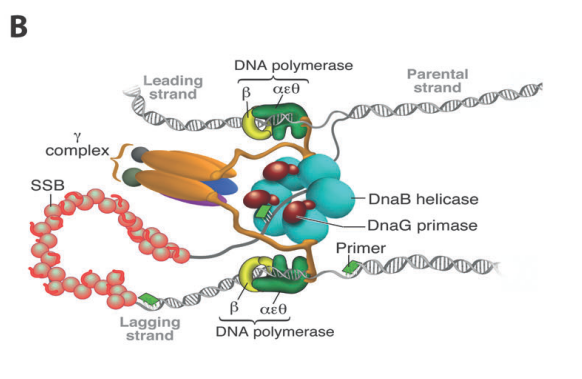 B
DNA polymerase
β αεθ
Leading
strand
Parental
strand
γ
complex
SSB
DnaB helicase
DnaG primase
Primer
β αεθ
DNA polymerase
Lagging
strand